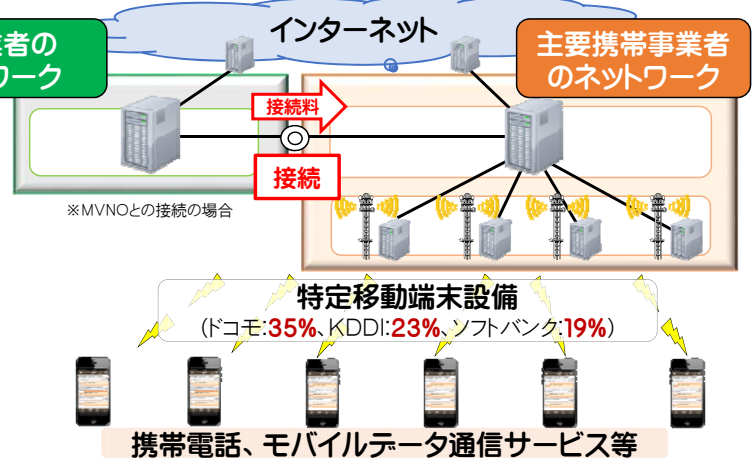 インターネット
業者の
ワーク
主要携帯事業者
のネットワーク
接続料
接続
※MVNOとの接続の場合
特定移動端末設備
(ドコモ:35%、KDDI:23%、ソフトバンク:19%)
携帯電話、モバイルデータ通信サービス等